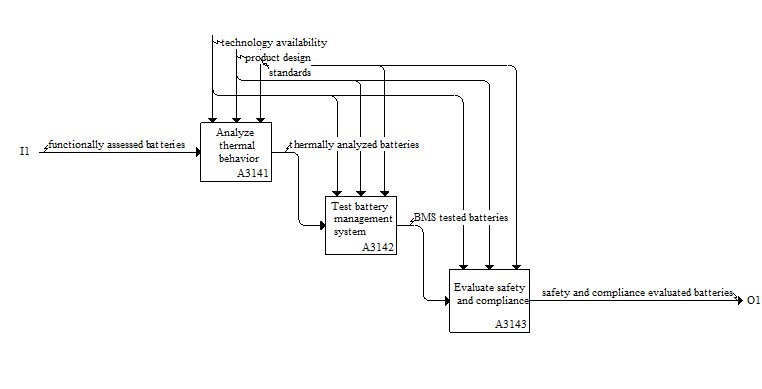 technology availability
product design
standards
Analyze
thermal
behavior
A3141
I1
functionally assessed batteries
thermally analyzed batteries
Test battery
management
system
A3142
BMS tested batteries
Evaluate safety
and compliance
A3143
safety and compliance evaluated batteries
O1